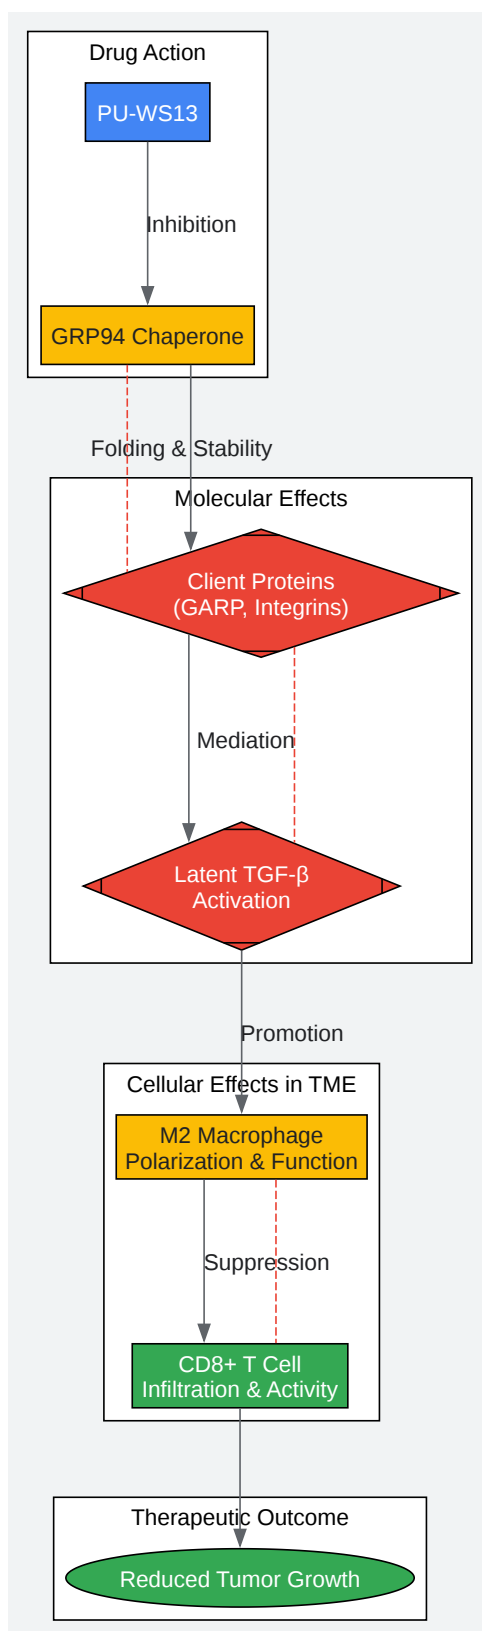 Drug Action
PU-WS13
Inhibition
GRP94 Chaperone
Folding & Stability
Molecular Effects
Client Proteins
(GARP, Integrins)
Mediation
Latent TGF-β
Activation
Promotion
Cellular Effects in TME
M2 Macrophage
Polarization & Function
Suppression
CD8+ T Cell
Infiltration & Activity
Therapeutic Outcome
Reduced Tumor Growth